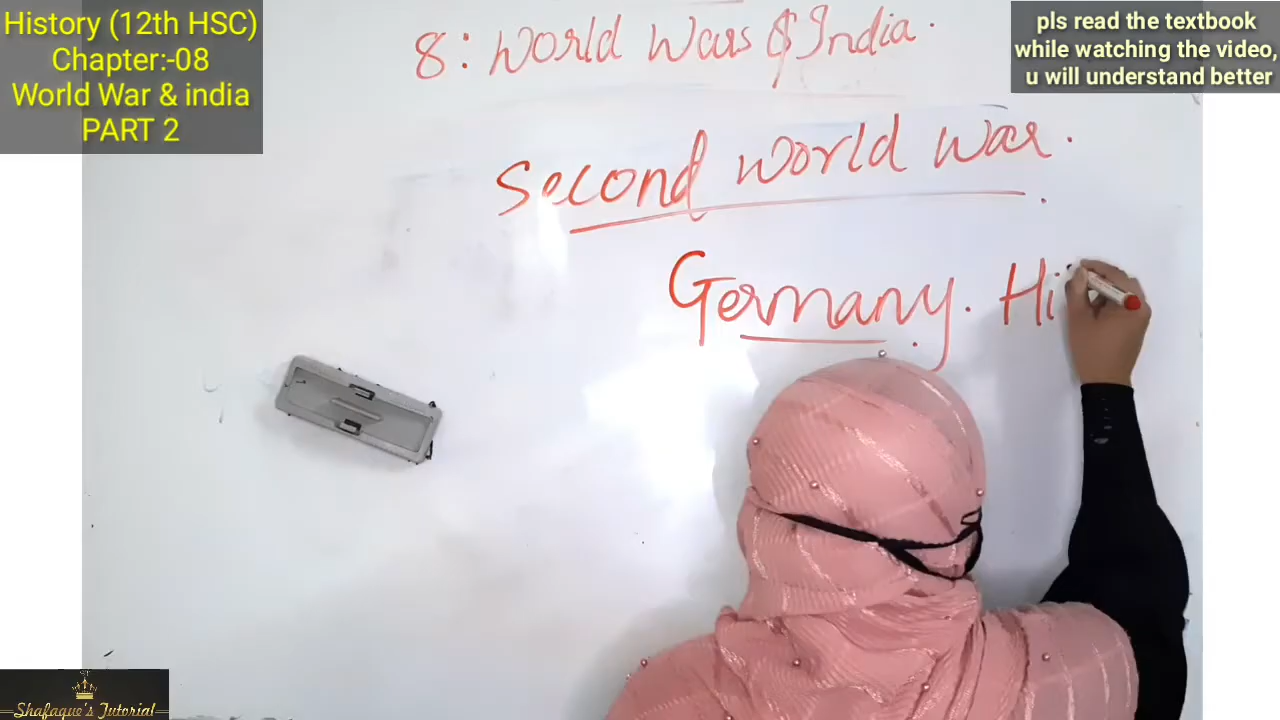 History (12th HSC)
Chapter:-08
World War & india
PART 2
pls read the textbook
while watching the video,
u will understand better
8: World Wars & India.
Second World War.
Germany. Hi
Shafaque's Tutorial